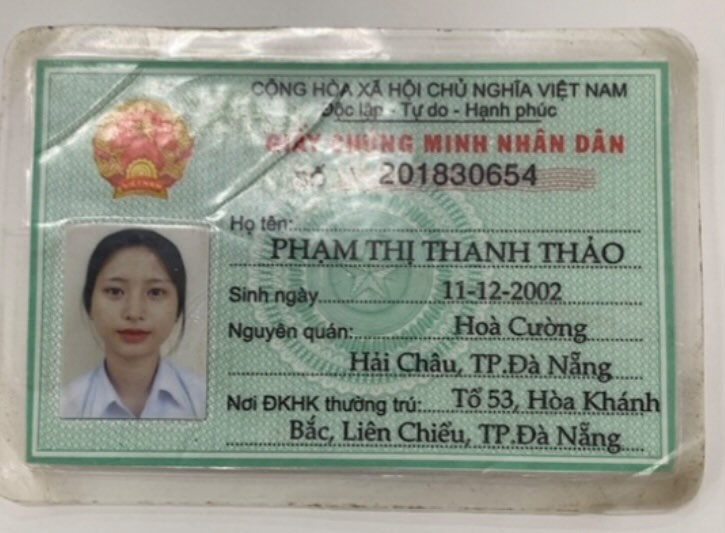 CỘNG HÒA XÃ HỘI CHỦ NGHĨA VIỆT NAM
Độc lập - Tự do - Hạnh phúc
GIẤY CHỨNG MINH NHÂN DÂN
SỐ 201830654
VIỆT NAM
Họ tên:
PHẠM THỊ THANH THẢO
Sinh ngày 11-12-2002
Nguyên quán: Hoà Cường
Hải Châu, TP.Đà Nẵng
Nơi ĐKHK thường trú: Tổ 53, Hòa Khánh
Bắc, Liên Chiểu, TP.Đà Nẵng